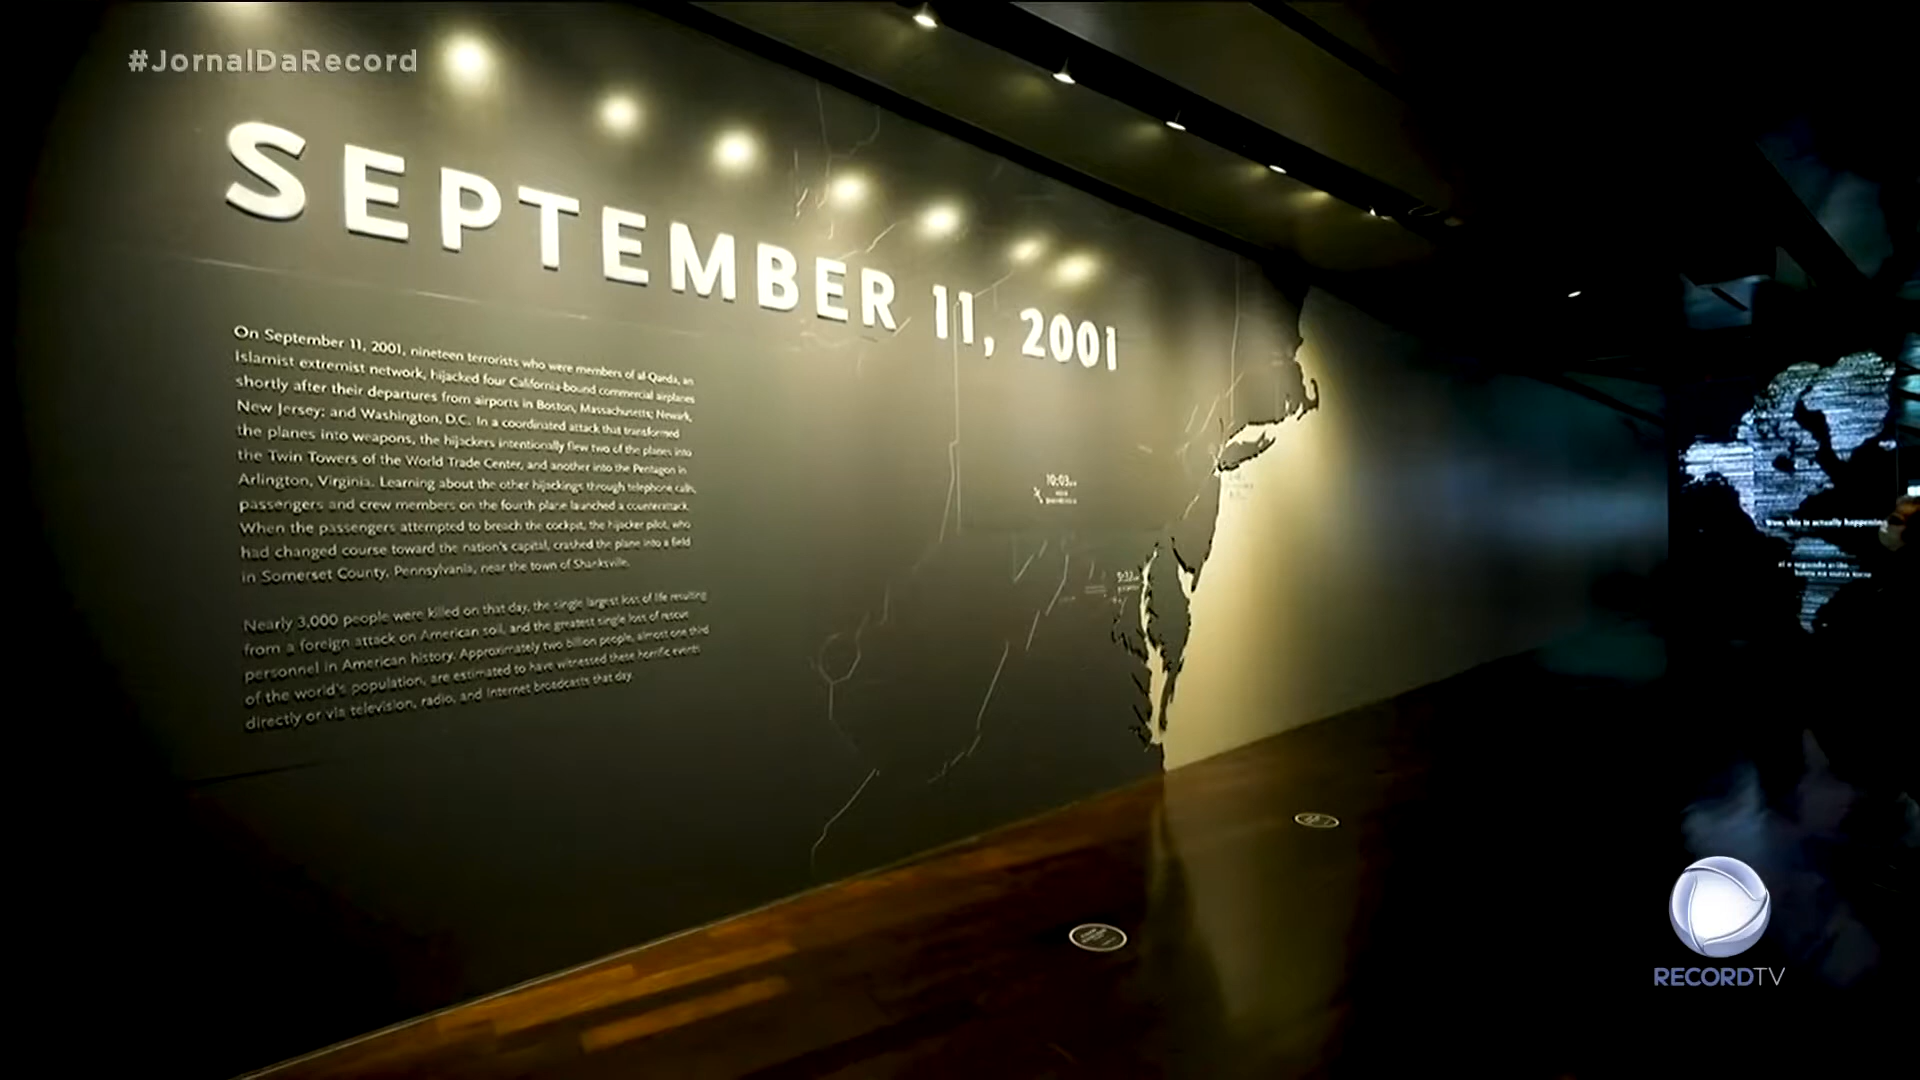 #JornalDaRecord
SEPTEMBER 11, 2001
On September 11, 2001, nineteen terrorists who were members of al-Qaeda, an
Islamist extremist network, hijacked four California-bound commercial airplanes
shortly after their departures from airports in Boston, Massachusetts; Newark,
New Jersey; and Washington, D.C. In a coordinated attack that transformed
the planes into weapons, the hijackers intentionally flew two of the planes into
the Twin Towers of the World Trade Center, and another into the Pentagon in
Arlington, Virginia. Learning about the other hijackings through telephone calls,
passengers and crew members on the fourth plane launched a counterattack.
When the passengers attempted to breach the cockpit, the hijacker pilot, who
had changed course toward the nation's capital, crashed the plane into a field
in Somerset County, Pennsylvania, near the town of Shanksville.
Nearly 3,000 people were killed on that day, the single largest loss of life resulting
from a foreign attack on American soil, and the greatest single loss of rescue
personnel in American history. Approximately two billion people, almost one third
of the world's population, are estimated to have witnessed these horrific events
directly or via television, radio, and Internet broadcasts that day.
10:03
this is actually happening
RECORDTV